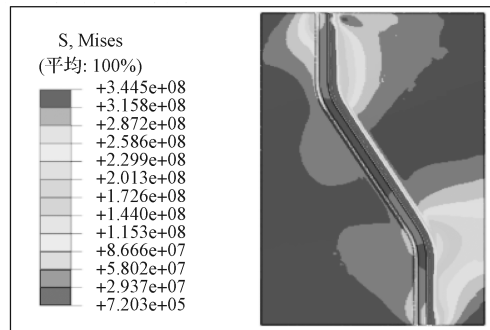 S, Mises
(平均: 100%)
+3.445e+08
+3.158e+08
+2.872e+08
+2.586e+08
+2.299e+08
+2.013e+08
+1.726e+08
+1.440e+08
+1.153e+08
+8.666e+07
+5.802e+07
+2.937e+07
+7.203e+05